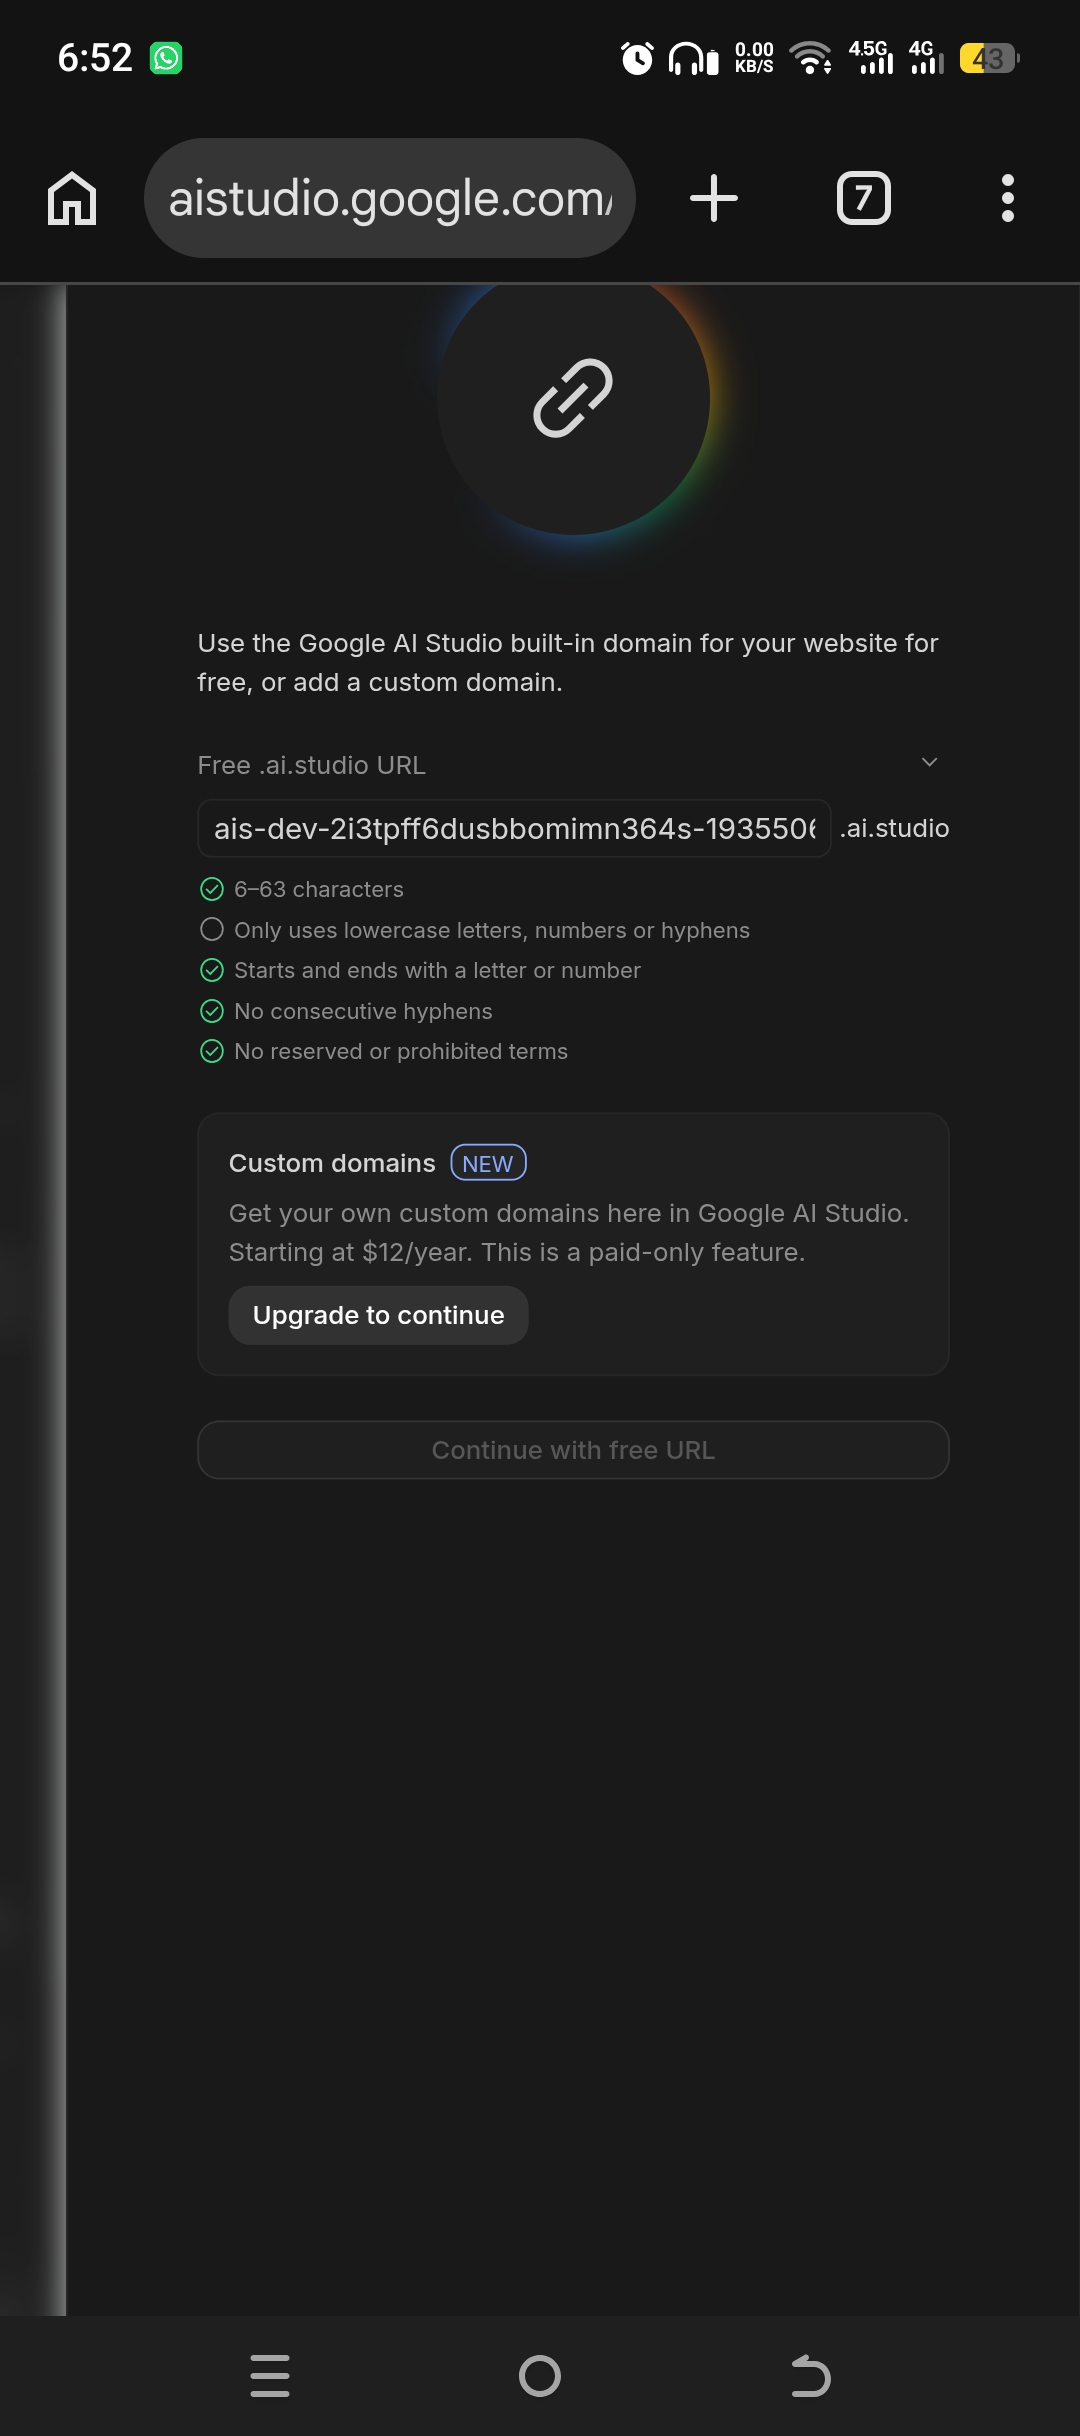 6:52
0.00
KB/S
4.5G
4G
43
aistudio.google.com/
7
Use the Google AI Studio built-in domain for your website for
free, or add a custom domain.
Free .ai.studio URL
ais-dev-2i3tpff6dusbbomimn364s-1935506 .ai.studio
6–63 characters
Only uses lowercase letters, numbers or hyphens
Starts and ends with a letter or number
No consecutive hyphens
No reserved or prohibited terms
Custom domains NEW
Get your own custom domains here in Google AI Studio.
Starting at $12/year. This is a paid-only feature.
Upgrade to continue
Continue with free URL